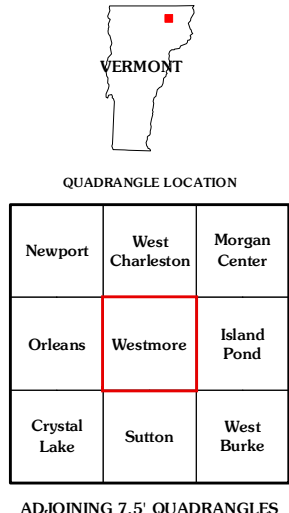 VERMONT
QUADRANGLE LOCATION
Newport
West
Charleston
Morgan
Center
Orleans
Westmore
Island
Pond
Crystal
Lake
Sutton
West
Burke
ADJOINING 7.5' QUADRANGLES